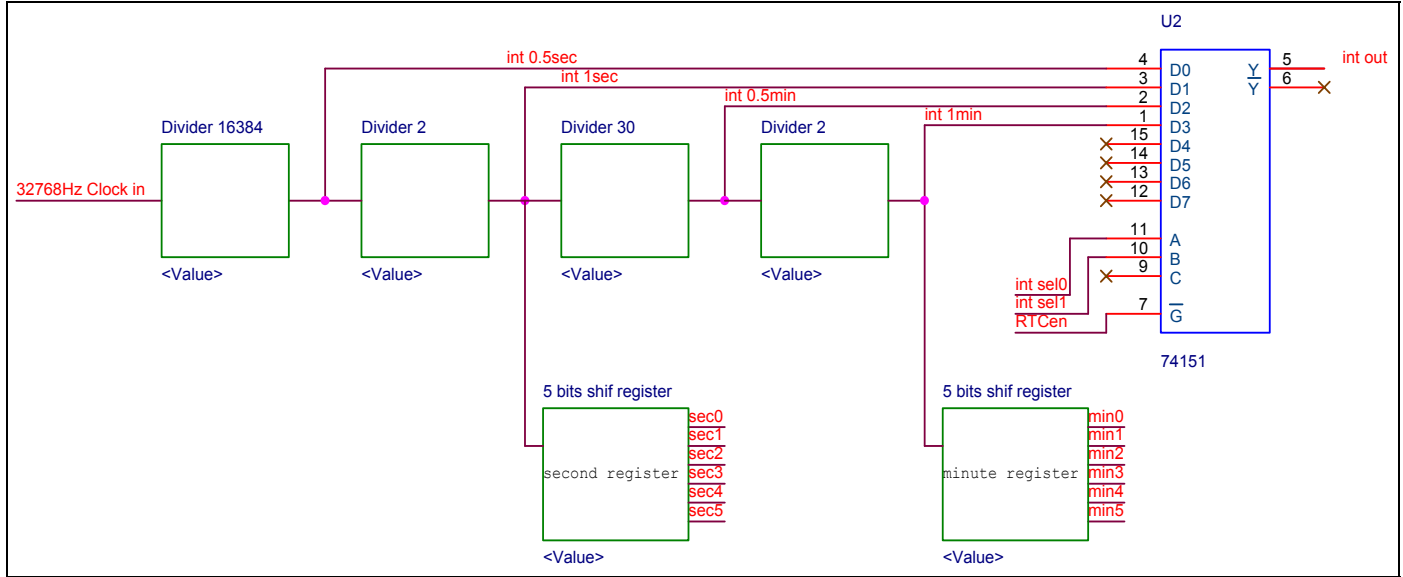 U2
int 0.5sec
4
D0
Y
5
int out
int 1sec
3
D1
Y
6
int 0.5min
2
D2
int 1min
1
D3
15
D4
14
D5
13
D6
12
D7
Divider 16384
Divider 2
Divider 30
Divider 2
32768Hz Clock in
<Value>
<Value>
<Value>
<Value>
11
A
10
B
9
C
int sel0
int sel1
RTCen
7
G
74151
5 bits shif register
5 bits shif register
sec0
sec1
sec2
sec3
sec4
sec5
second register
min0
min1
min2
min3
min4
min5
minute register
<Value>
<Value>